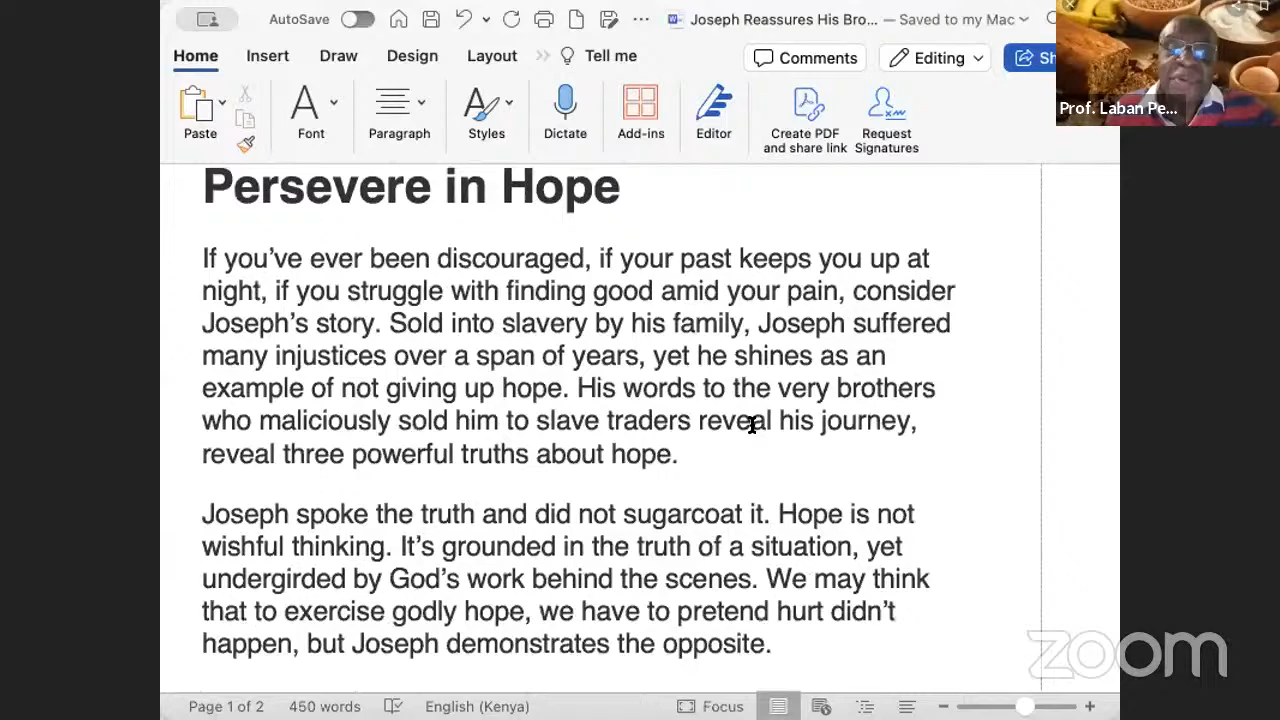 AutoSave
Joseph Reassures His Bro... — Saved to my Mac
Home Insert Draw Design Layout Tell me
Comments Editing
Paste Font Paragraph Styles Dictate Add-ins Editor Create PDF and share link Request Signatures
Prof. Laban Pe...
Persevere in Hope
If you’ve ever been discouraged, if your past keeps you up at
night, if you struggle with finding good amid your pain, consider
Joseph’s story. Sold into slavery by his family, Joseph suffered
many injustices over a span of years, yet he shines as an
example of not giving up hope. His words to the very brothers
who maliciously sold him to slave traders reveal his journey,
reveal three powerful truths about hope.
Joseph spoke the truth and did not sugarcoat it. Hope is not
wishful thinking. It’s grounded in the truth of a situation, yet
undergirded by God’s work behind the scenes. We may think
that to exercise godly hope, we have to pretend hurt didn’t
happen, but Joseph demonstrates the opposite.
zoom
Page 1 of 2 450 words English (Kenya) Focus